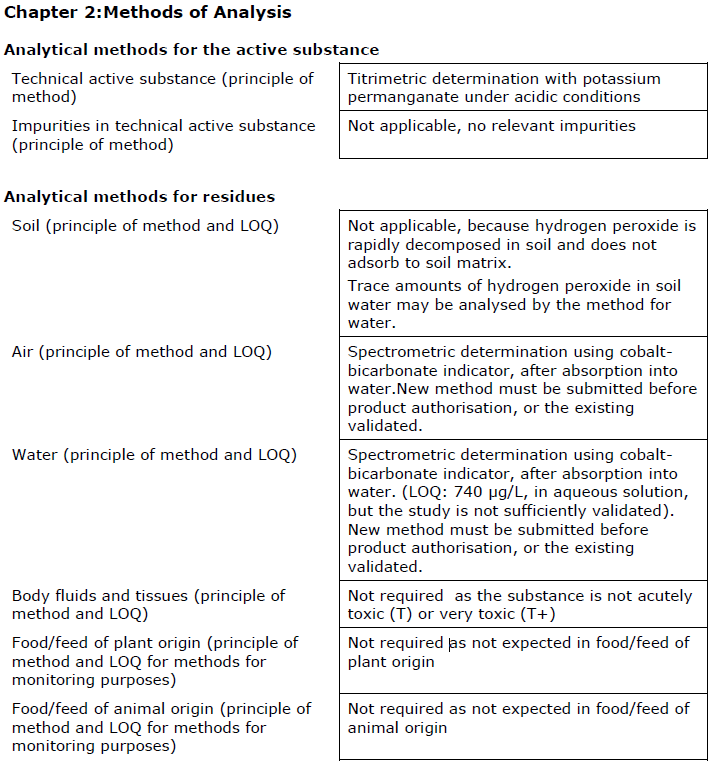 Chapter 2:Methods of Analysis
Analytical methods for the active substance
Technical active substance (principle of
method)
Titrimetric determination with potassium
permanganate under acidic conditions
Impurities in technical active substance
(principle of method)
Not applicable, no relevant impurities
Analytical methods for residues
Soil (principle of method and LOQ)
Not applicable, because hydrogen peroxide is
rapidly decomposed in soil and does not
adsorb to soil matrix.
Trace amounts of hydrogen peroxide in soil
water may be analysed by the method for
water.
Air (principle of method and LOQ)
Spectrometric determination using cobalt-
bicarbonate indicator, after absorption into
water.New method must be submitted before
product authorisation, or the existing
validated.
Water (principle of method and LOQ)
Spectrometric determination using cobalt-
bicarbonate indicator, after absorption into
water. (LOQ: 740 µg/L, in aqueous solution,
but the study is not sufficiently validated).
New method must be submitted before
product authorisation, or the existing
validated.
Body fluids and tissues (principle of
method and LOQ)
Not required  as the substance is not acutely
toxic (T) or very toxic (T+)
Food/feed of plant origin (principle of
method and LOQ for methods for
monitoring purposes)
Not required as not expected in food/feed of
plant origin
Food/feed of animal origin (principle of
method and LOQ for methods for
monitoring purposes)
Not required as not expected in food/feed of
animal origin